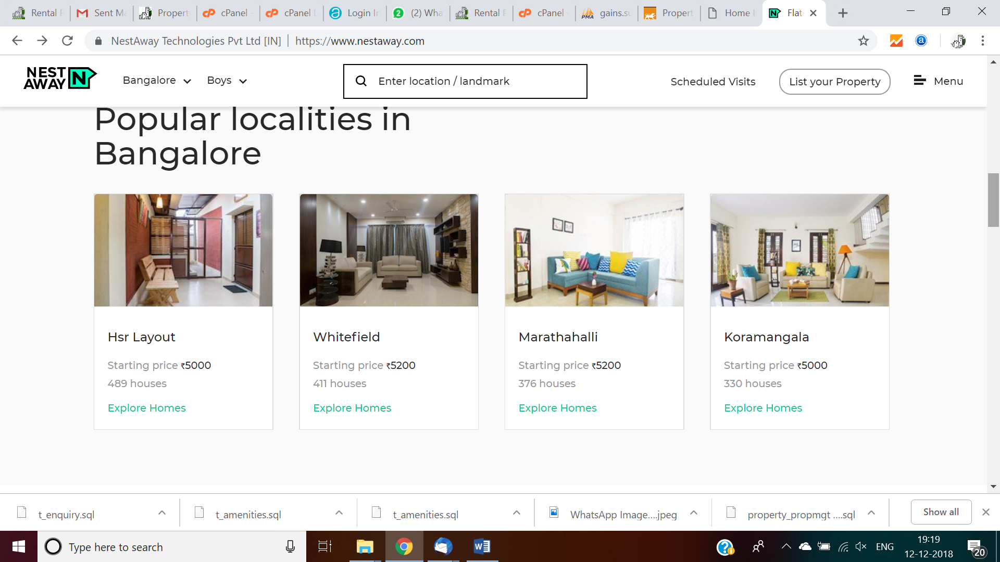 Rental P
Sent Ma
Property
cPanel -
cPanel L
Login In
(2) Wha
Rental P
cPanel -
gains.su
Propert
Home I
Flat
NestAway Technologies Pvt Ltd [IN]
https://www.nestaway.com
NEST AWAY N
Bangalore
Boys
Enter location / landmark
Scheduled Visits
List your Property
Menu
Popular localities in
Bangalore
Hsr Layout
Starting price ₹5000
489 houses
Explore Homes
Whitefield
Starting price ₹5200
411 houses
Explore Homes
Marathahalli
Starting price ₹5200
376 houses
Explore Homes
Koramangala
Starting price ₹5000
330 houses
Explore Homes
t_enquiry.sql
t_amenities.sql
t_amenities.sql
WhatsApp Image....jpeg
property_propmgt ....sql
Show all
Type here to search
ENG
19:19
12-12-2018
20